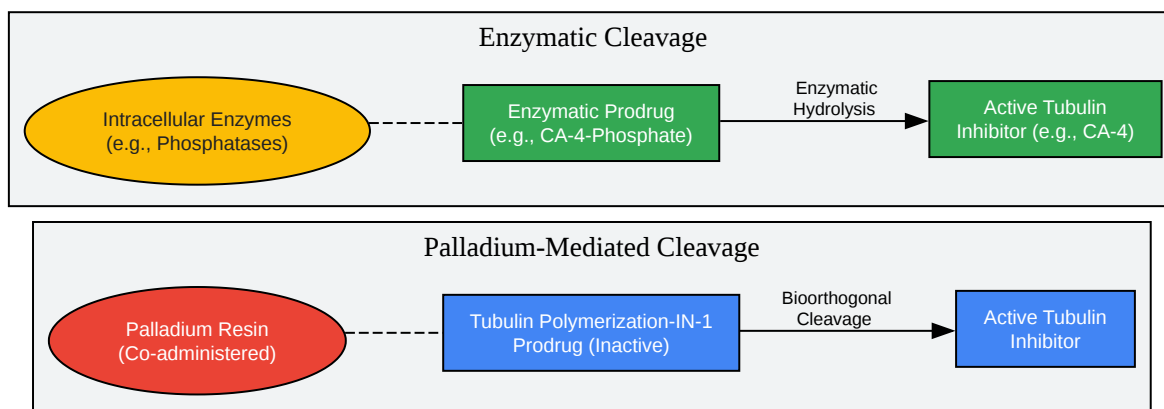 Enzymatic Cleavage
Intracellular Enzymes
(e.g., Phosphatases)
Enzymatic Prodrug
(e.g., CA-4-Phosphate)
Enzymatic
Hydrolysis
Active Tubulin
Inhibitor (e.g., CA-4)
Palladium-Mediated Cleavage
Palladium Resin
(Co-administered)
Tubulin Polymerization-IN-1
Prodrug (Inactive)
Bioorthogonal
Cleavage
Active Tubulin
Inhibitor